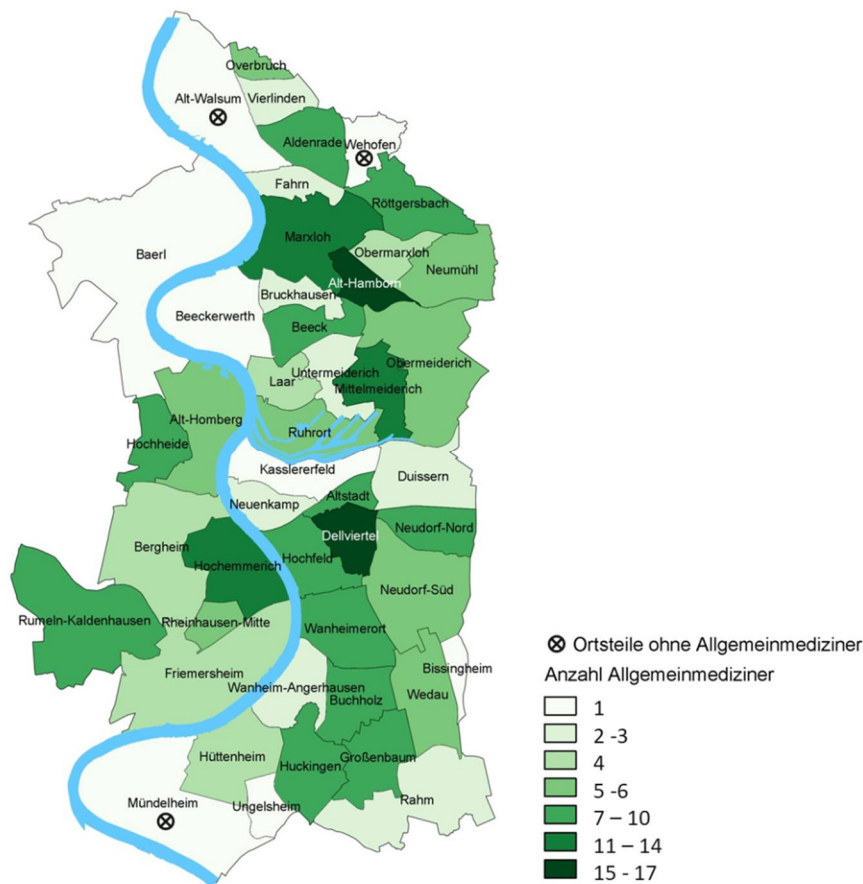 Overbruch
Alt-Walsum
Vierlinden
Aldenrade
Wehofen
Fahrn
Röttgersbach
Marxloh
Obermarxloh
Baerl
Neumühl
Alt-Hamborn
Bruckhausen
Beeckerwerth
Beeck
Obermeiderich
Untermeiderich
Laar
Mittelmeiderich
Alt-Homberg
Ruhrort
Hochheide
Kasslererfeld
Duissern
Altstadt
Neuenkamp
Neudorf-Nord
Dellviertel
Bergheim
Hochfeld
Hochemmerich
Neudorf-Süd
Rumeln-Kaldenhausen
Rheinhausen-Mitte
Wanheimerort
Bissingheim
Friemersheim
Wanheim-Angerhausen
Wedau
Buchholz
Hüttenheim
Großenbaum
Huckingen
Rahm
Mündelheim
Ungelsheim
Ortsteile ohne Allgemeinmediziner
Anzahl Allgemeinmediziner
1
2 -3
4
5 -6
7 – 10
11 – 14
15 - 17